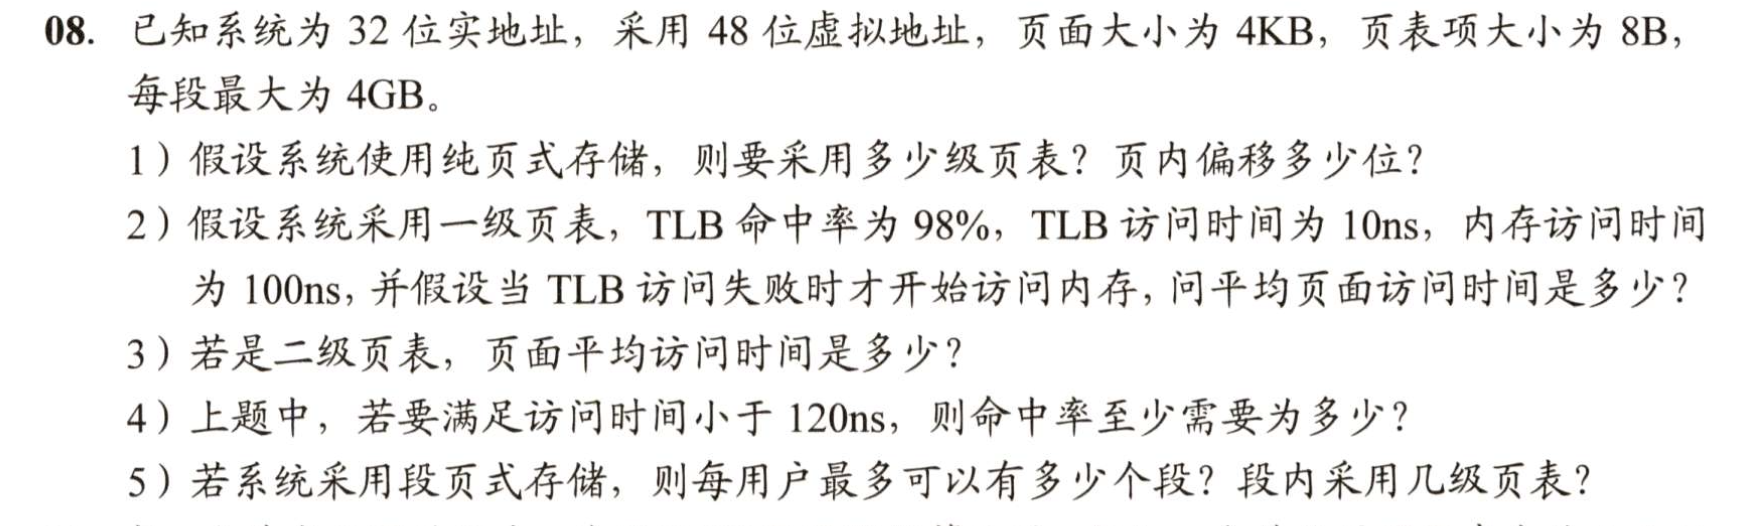 08. 已知系统为 32 位实地址，采用 48 位虚拟地址，页面大小为 4KB，页表项大小为 8B，
每段最大为 4GB。
1）假设系统使用纯页式存储，则要采用多少级页表？页内偏移多少位？
2）假设系统采用一级页表，TLB 命中率为 98%，TLB 访问时间为 10ns，内存访问时间
为 100ns，并假设当 TLB 访问失败时才开始访问内存，问平均页面访问时间是多少？
3）若是二级页表，页面平均访问时间是多少？
4）上题中，若要满足访问时间小于 120ns，则命中率至少需要为多少？
5）若系统采用段页式存储，则每用户最多可以有多少个段？段内采用几级页表？